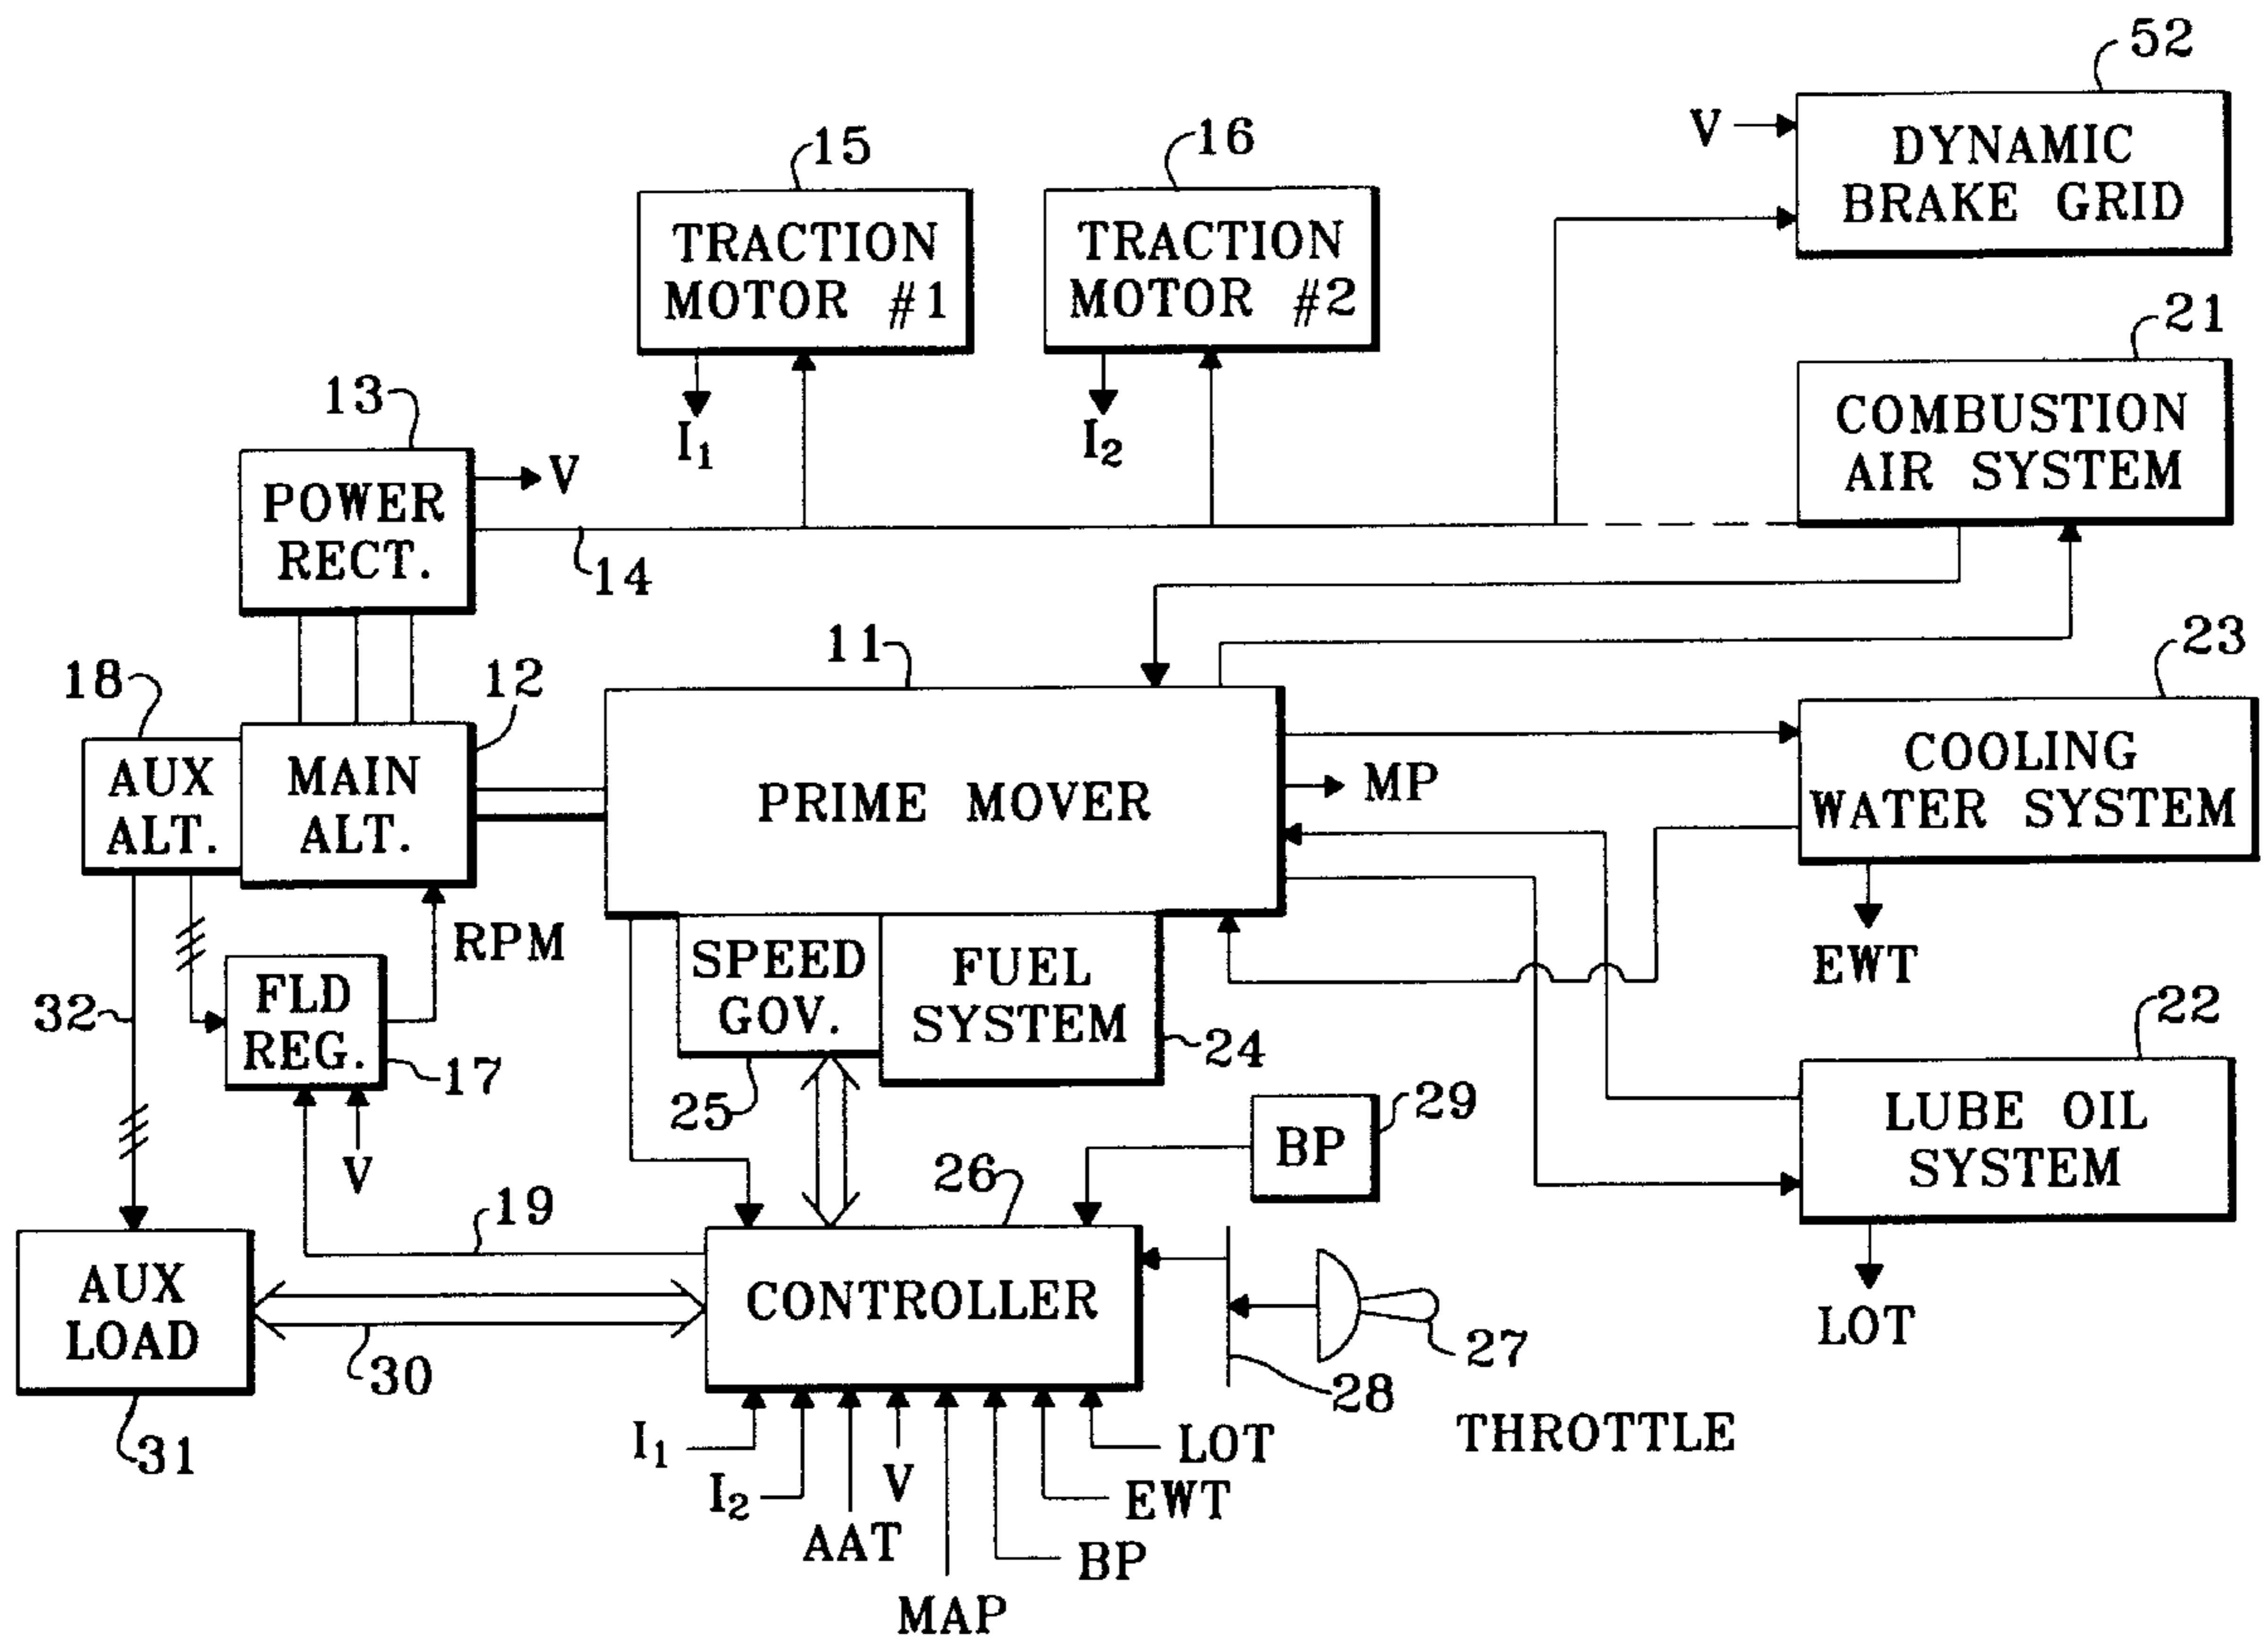 52
V
DYNAMIC
BRAKE GRID
15
TRACTION
MOTOR #1
I1
16
TRACTION
MOTOR #2
I2
21
COMBUSTION
AIR SYSTEM
13
POWER
RECT.
V
14
11
PRIME MOVER
MP
23
COOLING
WATER SYSTEM
EWT
18
AUX
ALT.
12
MAIN
ALT.
RPM
32
FLD
REG.
17
V
SPEED
GOV.
25
FUEL
SYSTEM
24
22
LUBE OIL
SYSTEM
LOT
29
BP
26
CONTROLLER
19
30
AUX
LOAD
31
27
28
THROTTLE
I1
I2
AAT
V
MAP
BP
EWT
LOT